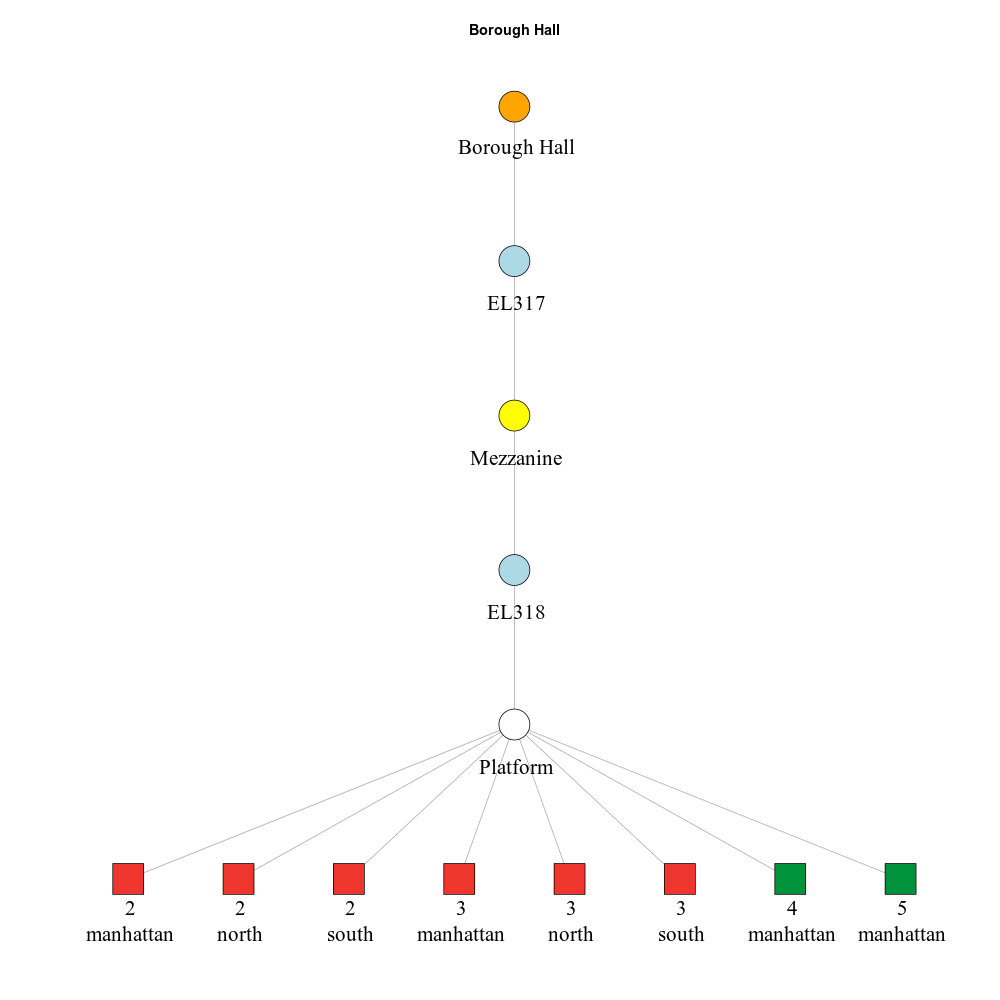 Borough Hall
Borough Hall
EL317
Mezzanine
EL318
Platform
2 2 2 3 3 3 4 5
manhattan north south manhattan north south manhattan manhattan